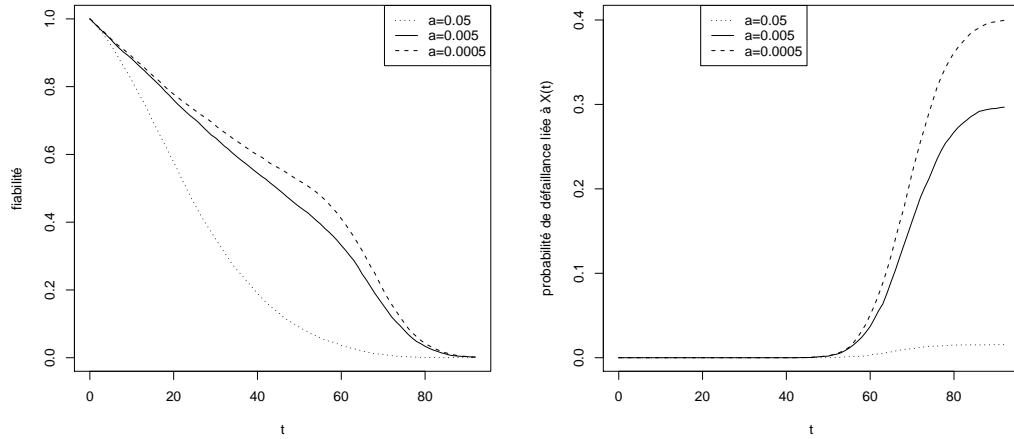 fiabilité
1.0
0.8
0.6
0.4
0.2
0.0
0 20 40 60 80
t
a=0.05
a=0.005
a=0.0005
probabilité de défaillance liée à X(t)
0.4
0.3
0.2
0.1
0.0
0 20 40 60 80
t
a=0.05
a=0.005
a=0.0005